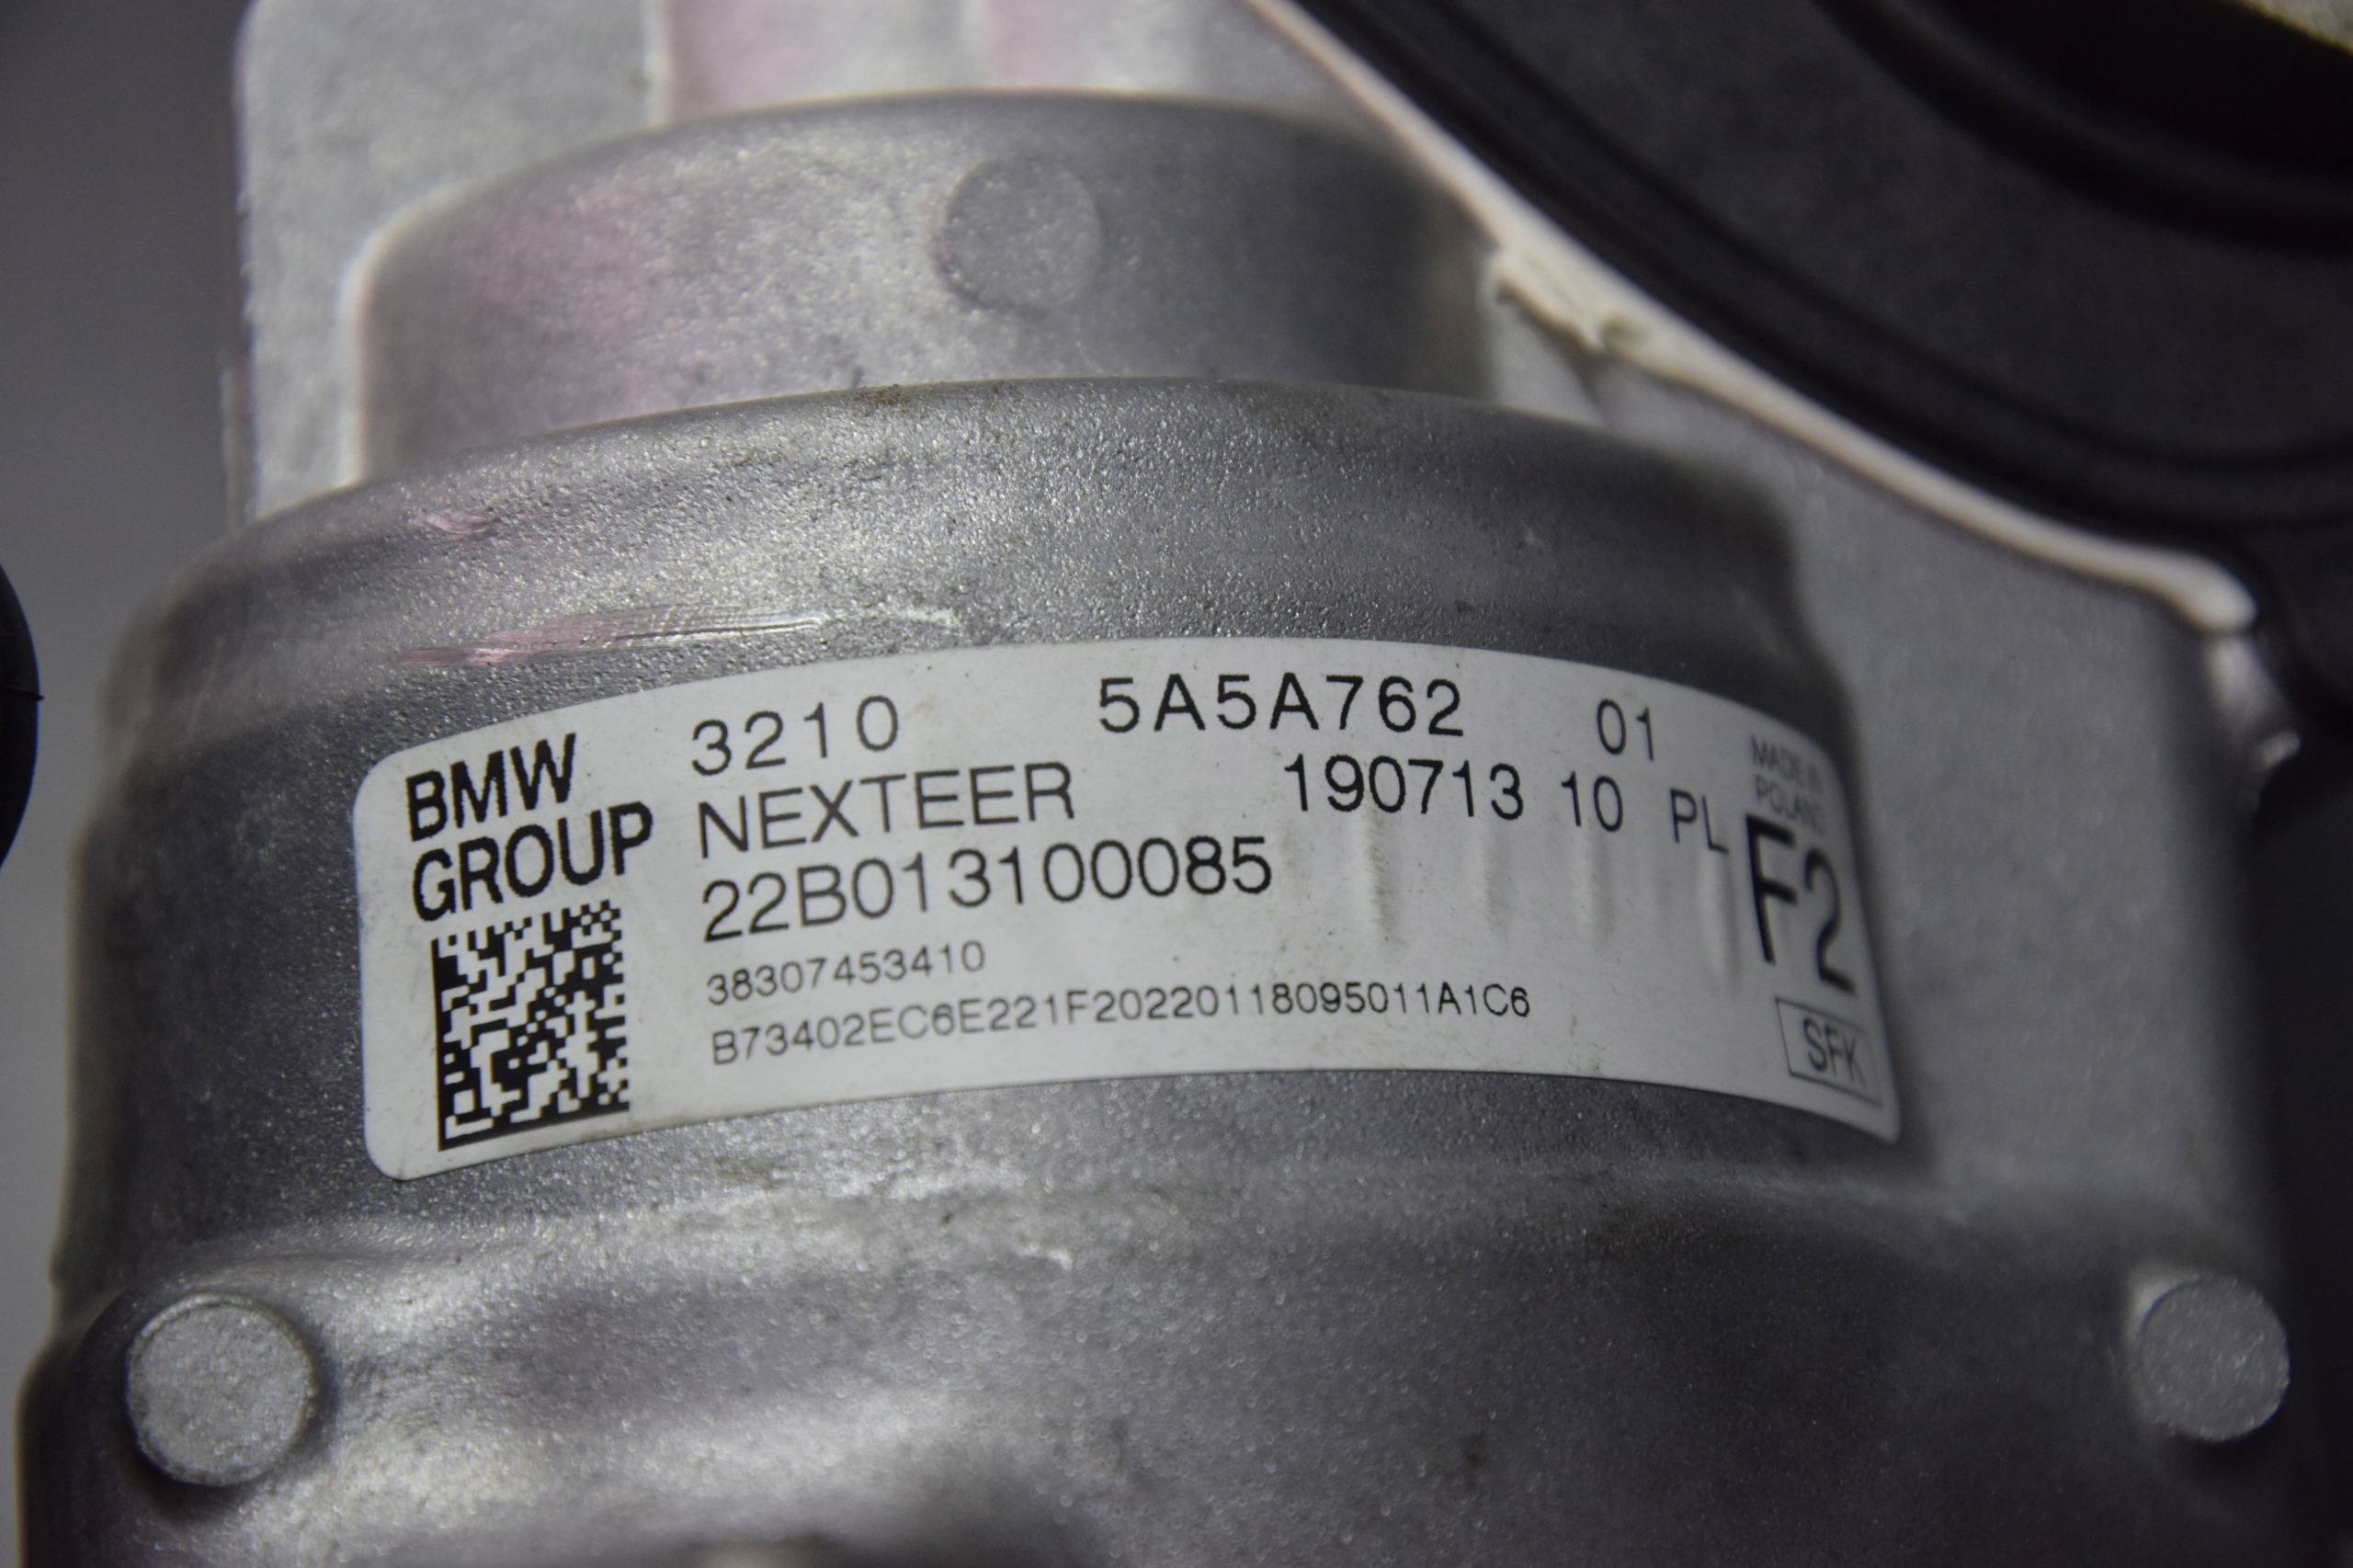 BMW
GROUP
3210 5A5A762 01
NEXTEER 190713 10 PL
22B013100085
38307453410
B73402EC6E221F20220118095011A1C6
MADE IN
POLAND
F2
SFK